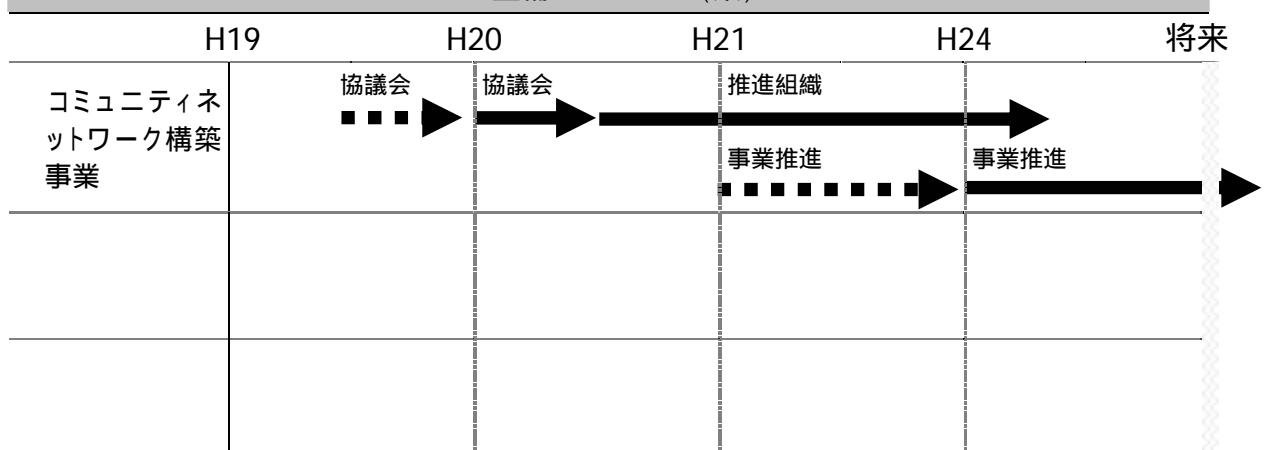 (案)
H19 H20 H21 H24 将来
協議会 協議会 推進組織
コミュニティネ
ットワーク構築
事業
事業推進 事業推進